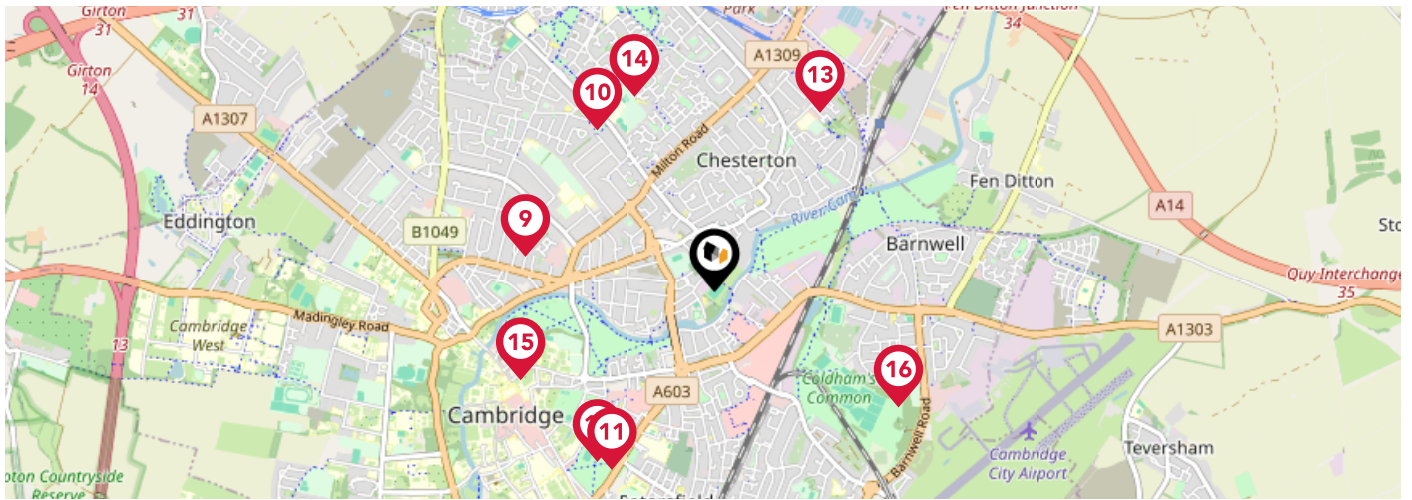 Girton
31
31
Park
Fen Ditton Junction
34
A1309
14
13
Girton
14
10
A1307
Milton Road
Chesterton
Fen Ditton
A14
River Cam
Eddington
9
B1049
Barnwell
Quy Interchange
35
Madingley Road
Cambridge
West
13
A1303
15
16
Coldham's
Common
A603
Cambridge
11
Barnwell Road
Cambridge
City Airport
Teversham
Countryside
Reserve